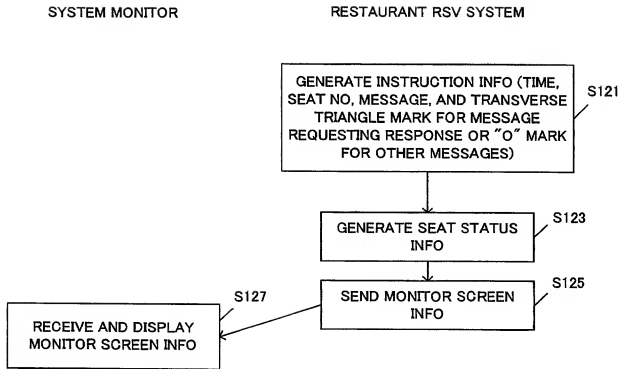 SYSTEM MONITOR
RESTAURANT RSV SYSTEM
GENERATE INSTRUCTION INFO (TIME,
SEAT NO, MESSAGE, AND TRANSVERSE
TRIANGLE MARK FOR MESSAGE
REQUESTING RESPONSE OR "O" MARK
FOR OTHER MESSAGES)
S121
GENERATE SEAT STATUS
INFO
S123
SEND MONITOR SCREEN
INFO
S125
RECEIVE AND DISPLAY
MONITOR SCREEN INFO
S127